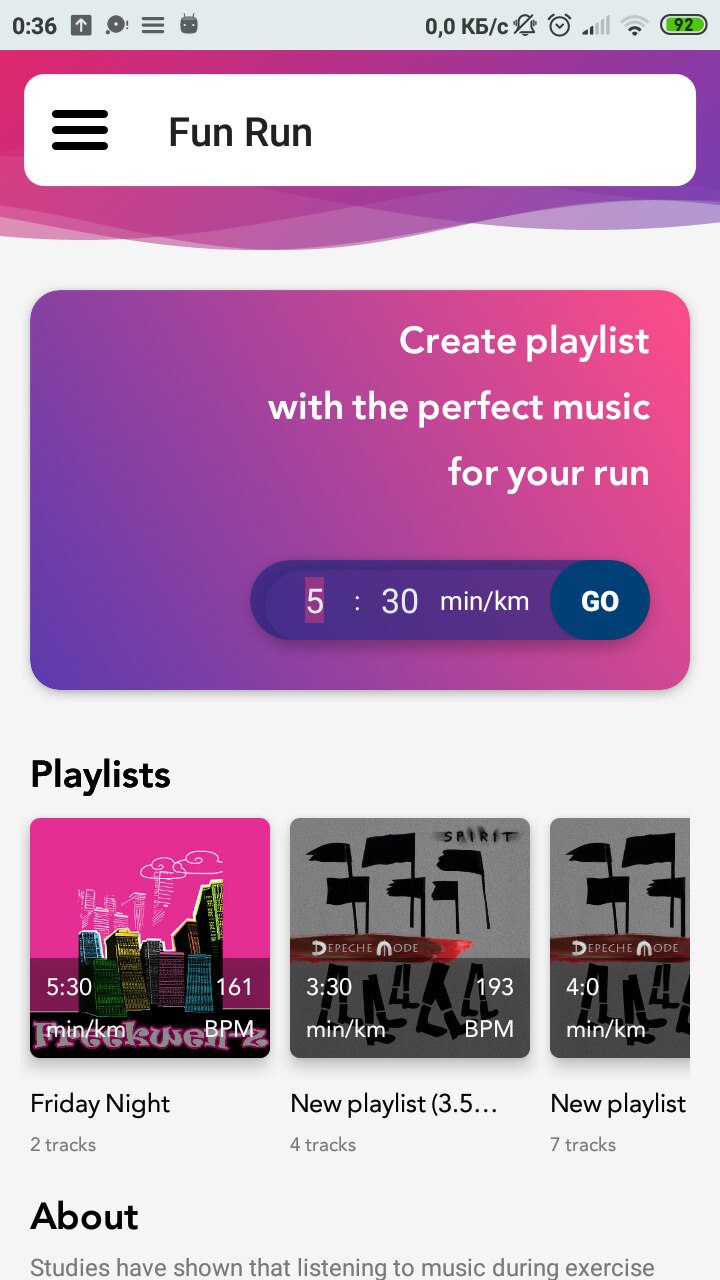 0:36 0,0 КБ/с 92
Fun Run
Create playlist
with the perfect music
for your run
5 : 30 min/km GO
Playlists
SPIRIT
DEPECHE MODE DEPECHE MODE
5:30 161 3:30 193 4:0
min/km BPM min/km BPM min/km
Freekwell'z
Friday Night New playlist (3.5... New playlist
2 tracks 4 tracks 7 tracks
About
Studies have shown that listening to music during exercise